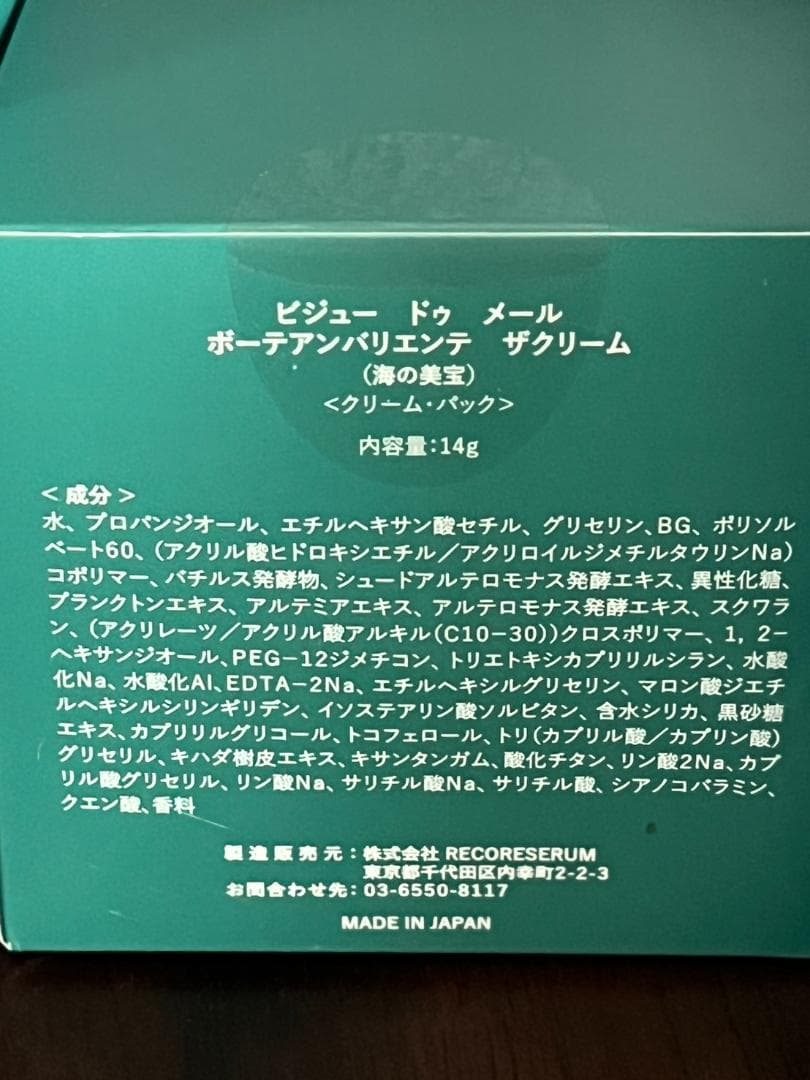 ビジュー　ドゥ　メール
ボーテアンバリエンテ　ザクリーム
(海の美宝)
<クリーム・パック>
内容量:14g
<成分>
水、プロパンジオール、エチルヘキサン酸セチル、グリセリン、BG、ポリソル
ベート60、(アクリル酸ヒドロキシエチル／アクリロイルジメチルタウリンNa)
コポリマー、バチルス発酵物、シュードアルテロモナス発酵エキス、異性化糖、
プランクトンエキス、アルテミアエキス、アルテロモナス発酵エキス、スクワラ
ン、(アクリレーツ／アクリル酸アルキル(C10-30))クロスポリマー、1，2-
ヘキサンジオール、PEG-12ジメチコン、トリエトキシカプリリルシラン、水酸
化Na、水酸化Al、EDTA-2Na、エチルヘキシルグリセリン、マロン酸ジエチ
ルヘキシルシリンギリデン、イソステアリン酸ソルビタン、含水シリカ、黒砂糖
エキス、カプリリルグリコール、トコフェロール、トリ(カプリル酸／カプリン酸)
グリセリル、キハダ樹皮エキス、キサンタンガム、酸化チタン、リン酸2Na、カプ
リル酸グリセリル、リン酸Na、サリチル酸Na、サリチル酸、シアノコバラミン、
クエン酸、香料
製造販売元：株式会社 RECORESERUM
東京都千代田区内幸町2-2-3
お問合わせ先：03-6550-8117
MADE IN JAPAN